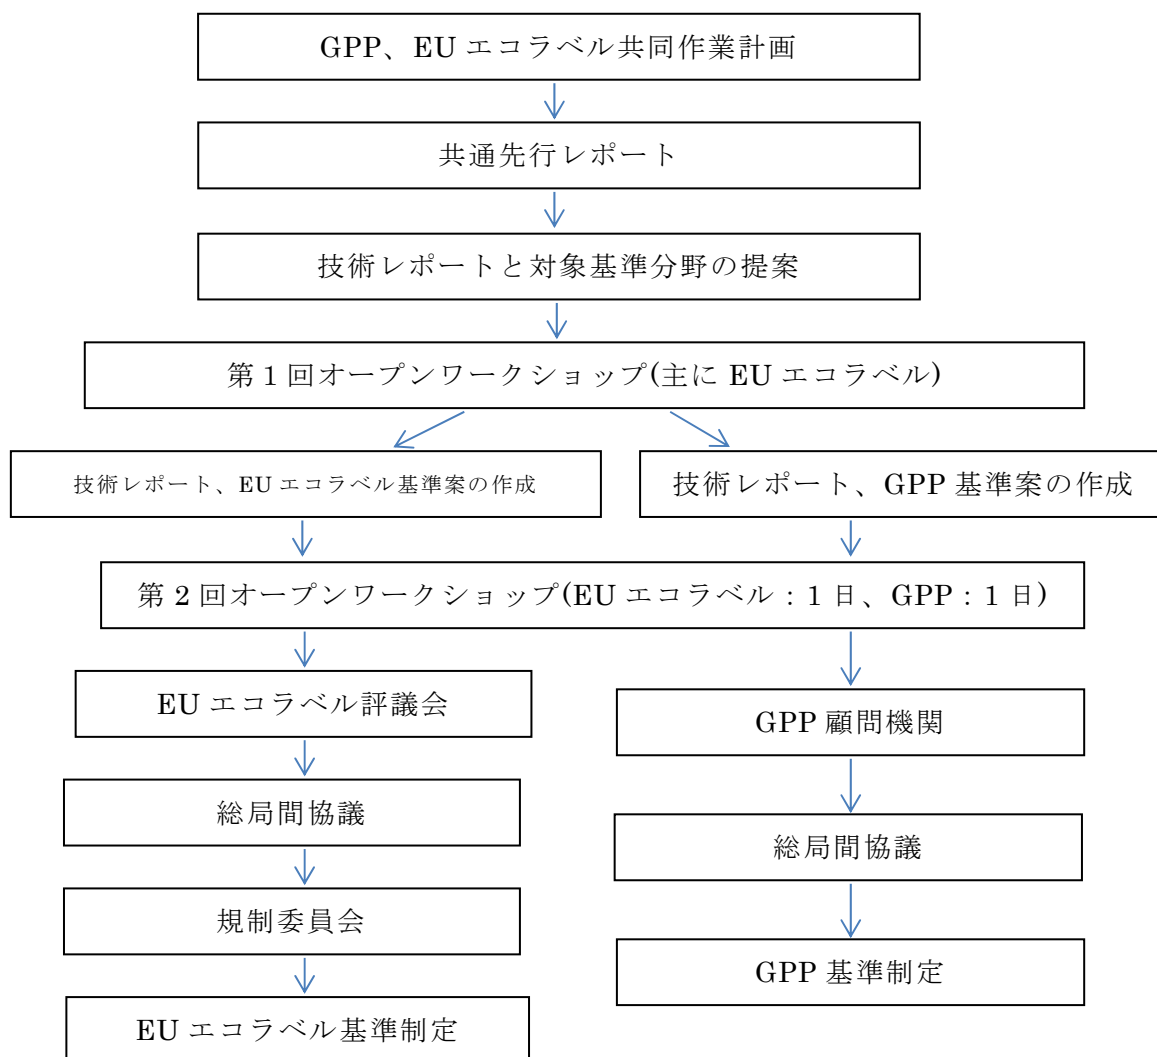 GPP、EU エコラベル共同作業計画
共通先行レポート
技術レポートと対象基準分野の提案
第 1 回オープンワークショップ(主に EU エコラベル)
技術レポート、EU エコラベル基準案の作成
技術レポート、GPP 基準案の作成
第 2 回オープンワークショップ(EU エコラベル：1 日、GPP：1 日)
EU エコラベル評議会
GPP 顧問機関
総局間協議
総局間協議
規制委員会
GPP 基準制定
EU エコラベル基準制定